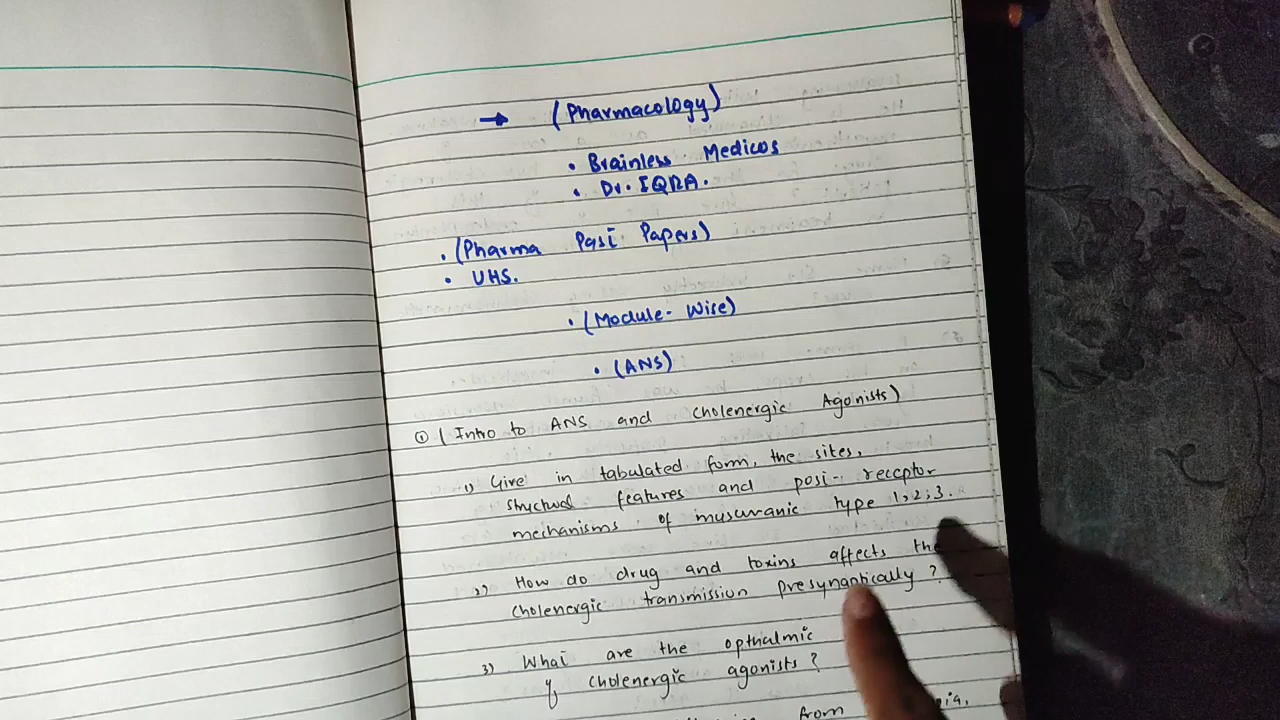 → (Pharmacology)
• Brainless Medicos
• Dr. IQRA.
• (Pharma Past Papers)
• UHS.
• (Module-Wise)
• (ANS)
① (Intro to ANS and Cholenergic Agonists)
1) Give in tabulated form, the sites,
structural features and post-receptor
mechanisms of muscuranic type 1,2,3.
2) How do drug and toxins affects the
cholenergic transmission presynaptically?
3) What are the opthalmic
of cholenergic agonists?
from